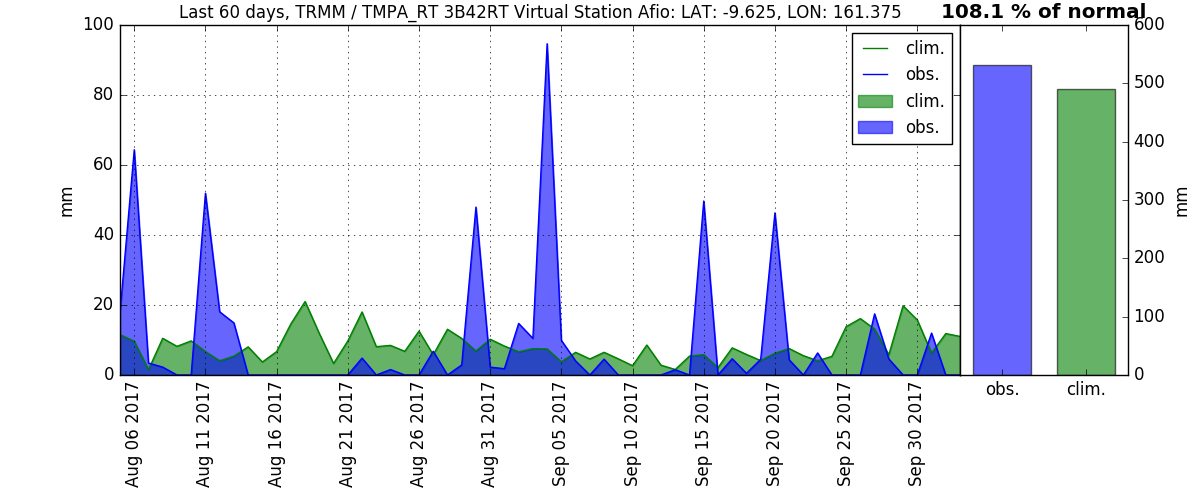 Last 60 days, TRMM / TMPA_RT 3B42RT Virtual Station Afio: LAT: -9.625, LON: 161.375
108.1 % of normal
100
80
60
40
20
0
mm
clim.
obs.
clim.
obs.
600
500
400
300
200
100
0
mm
Aug 06 2017
Aug 11 2017
Aug 16 2017
Aug 21 2017
Aug 26 2017
Aug 31 2017
Sep 05 2017
Sep 10 2017
Sep 15 2017
Sep 20 2017
Sep 25 2017
Sep 30 2017
obs.
clim.